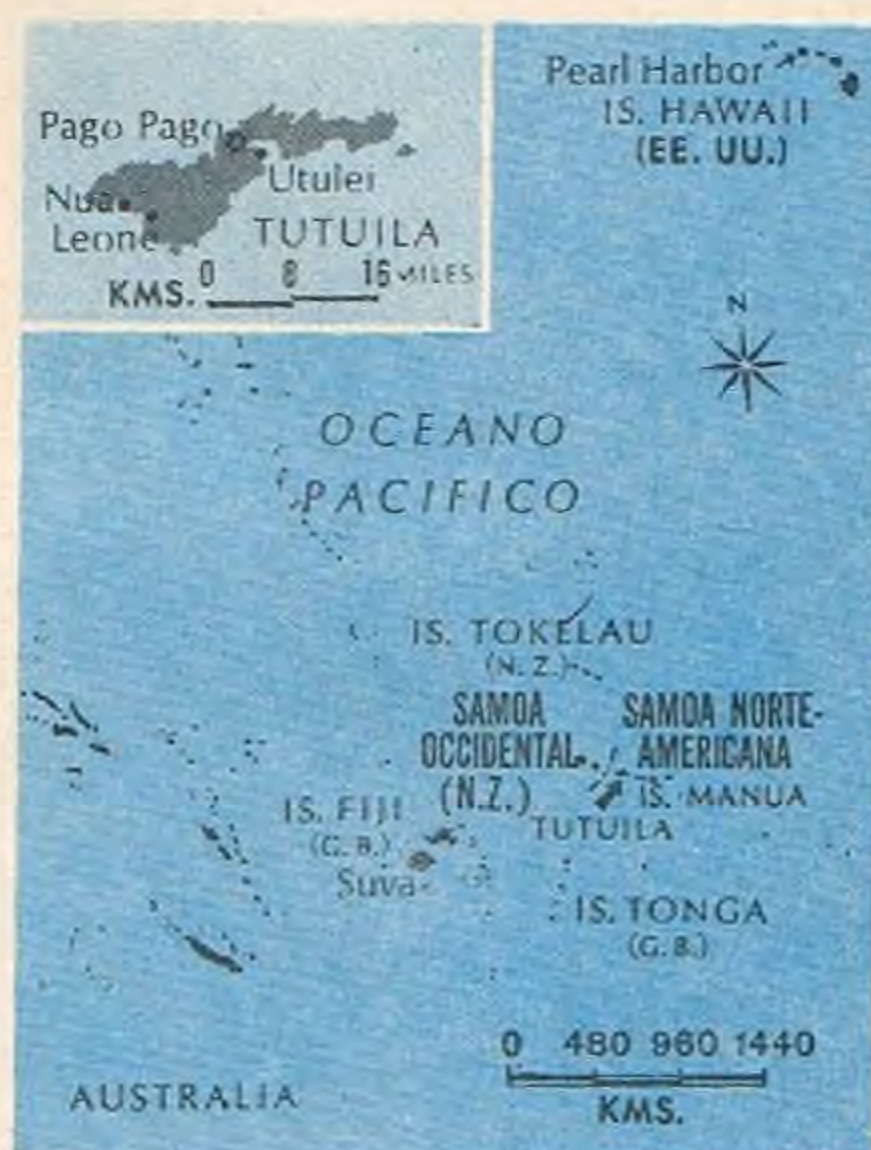 Pago Pago
Utulei
Nua
Leone
TUTUILA
0 8 16 MILES
KMS.
Pearl Harbor
IS. HAWAII
(EE. UU.)
N
OCEANO
PACIFICO
IS. TOKELAU
(N. Z.)
SAMOA
OCCIDENTAL
(N.Z.)
SAMOA NORTE-
AMERICANA
IS. MANUA
TUTUILA
IS. FIJI
(G. B.)
Suva
IS. TONGA
(G. B.)
0 480 960 1440
KMS.
AUSTRALIA